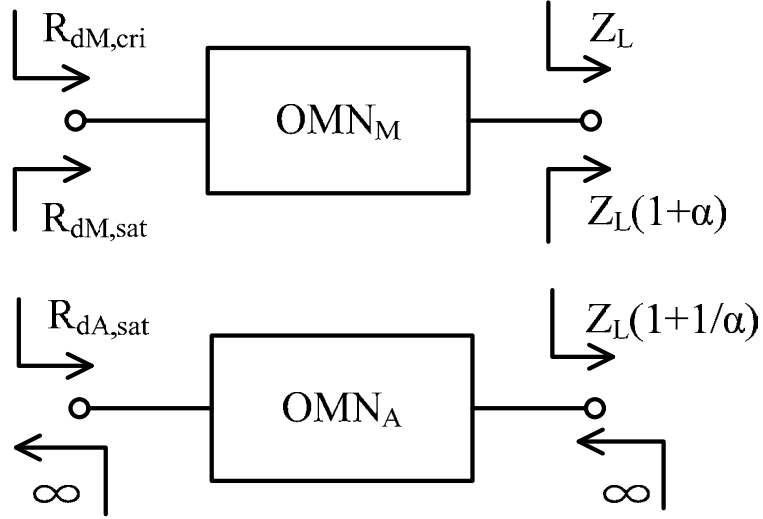 R_dM,cri
Z_L
OMN_M
R_dM,sat
Z_L(1+α)
R_dA,sat
Z_L(1+1/α)
OMN_A
∞
∞